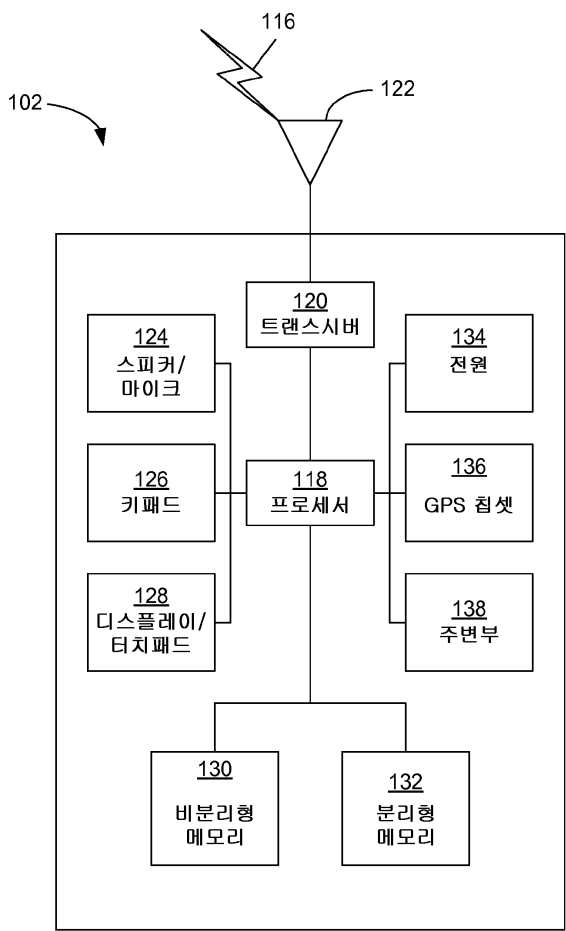 116
122
102
120
트랜스시버
124
스피커/
마이크
134
전원
126
키패드
118
프로세서
136
GPS 칩셋
128
디스플레이/
터치패드
138
주변부
130
비분리형
메모리
132
분리형
메모리